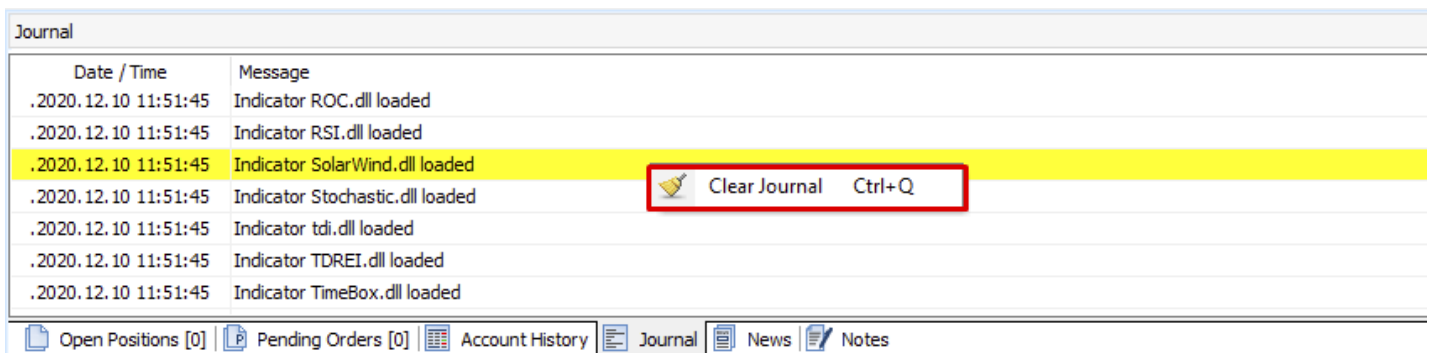 Journal
Date / Time Message
.2020.12.10 11:51:45 Indicator ROC.dll loaded
.2020.12.10 11:51:45 Indicator RSI.dll loaded
.2020.12.10 11:51:45 Indicator SolarWind.dll loaded
Clear Journal Ctrl+Q
.2020.12.10 11:51:45 Indicator Stochastic.dll loaded
.2020.12.10 11:51:45 Indicator tdi.dll loaded
.2020.12.10 11:51:45 Indicator TDREI.dll loaded
.2020.12.10 11:51:45 Indicator TimeBox.dll loaded
Open Positions [0] P Pending Orders [0] Account History Journal News Notes